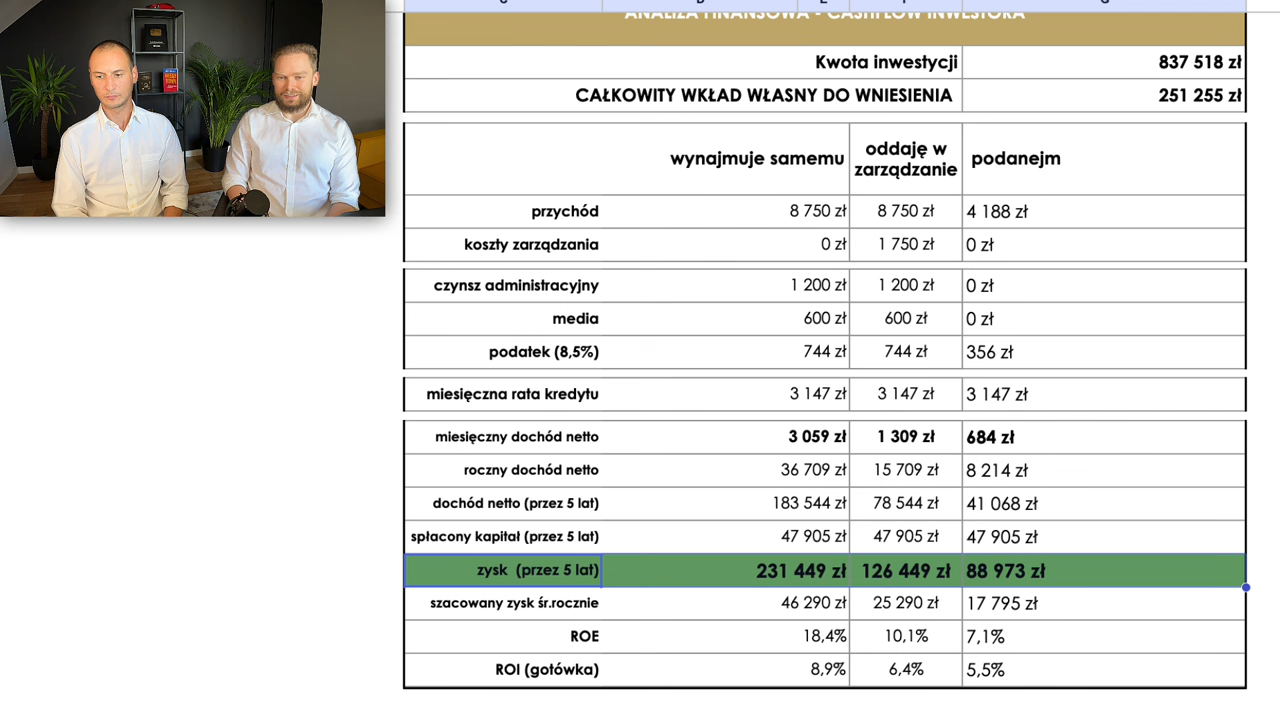 ANALIZA FINANSOWA - CASHFLOW INWESTORA
Kwota inwestycji 837 518 zł
CAŁKOWITY WKŁAD WŁASNY DO WNIESIENIA 251 255 zł
wynajmuje samemu oddaję w zarządzanie podanejm
przychód 8 750 zł 8 750 zł 4 188 zł
koszty zarządzania 0 zł 1 750 zł 0 zł
czynsz administracyjny 1 200 zł 1 200 zł 0 zł
media 600 zł 600 zł 0 zł
podatek (8,5%) 744 zł 744 zł 356 zł
miesięczna rata kredytu 3 147 zł 3 147 zł 3 147 zł
miesięczny dochód netto 3 059 zł 1 309 zł 684 zł
roczny dochód netto 36 709 zł 15 709 zł 8 214 zł
dochód netto (przez 5 lat) 183 544 zł 78 544 zł 41 068 zł
spłacony kapitał (przez 5 lat) 47 905 zł 47 905 zł 47 905 zł
zysk (przez 5 lat) 231 449 zł 126 449 zł 88 973 zł
szacowany zysk śr.rocznie 46 290 zł 25 290 zł 17 795 zł
ROE 18,4% 10,1% 7,1%
ROI (gotówka) 8,9% 6,4% 5,5%